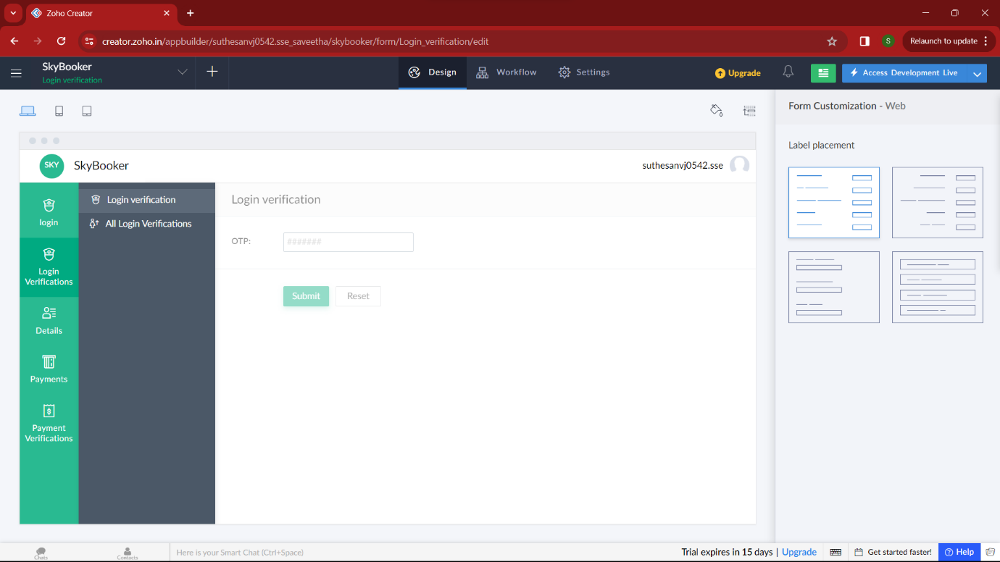 Zoho Creator
creator.zoho.in/appbuilder/suthesanvj0542.sse_saveetha/skybooker/form/Login_verification/edit
S
Relaunch to update
SkyBooker
Login verification
Design
Workflow
Settings
Upgrade
Access Development Live
Form Customization - Web
Label placement
SKY
SkyBooker
suthesanvj0542.sse
login
Login
Verifications
Details
Payments
Payment
Verifications
Login verification
All Login Verifications
Login verification
OTP:
#######
Submit
Reset
Chats
Contacts
Here is your Smart Chat (Ctrl+Space)
Trial expires in 15 days | Upgrade
Get started faster!
Help